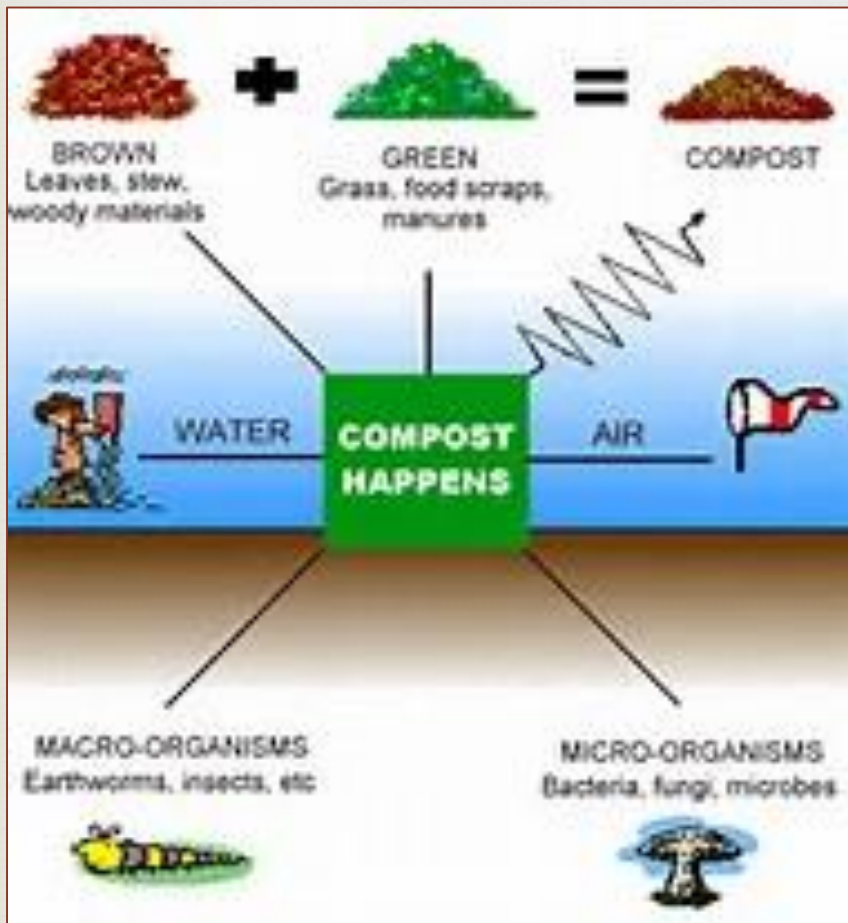 BROWN
Leaves, stew,
woody materials
GREEN
Grass, food scraps,
manures
COMPOST
WATER
COMPOST
HAPPENS
AIR
MACRO-ORGANISMS
Earthworms, insects, etc
MICRO-ORGANISMS
Bacteria, fungi, microbes